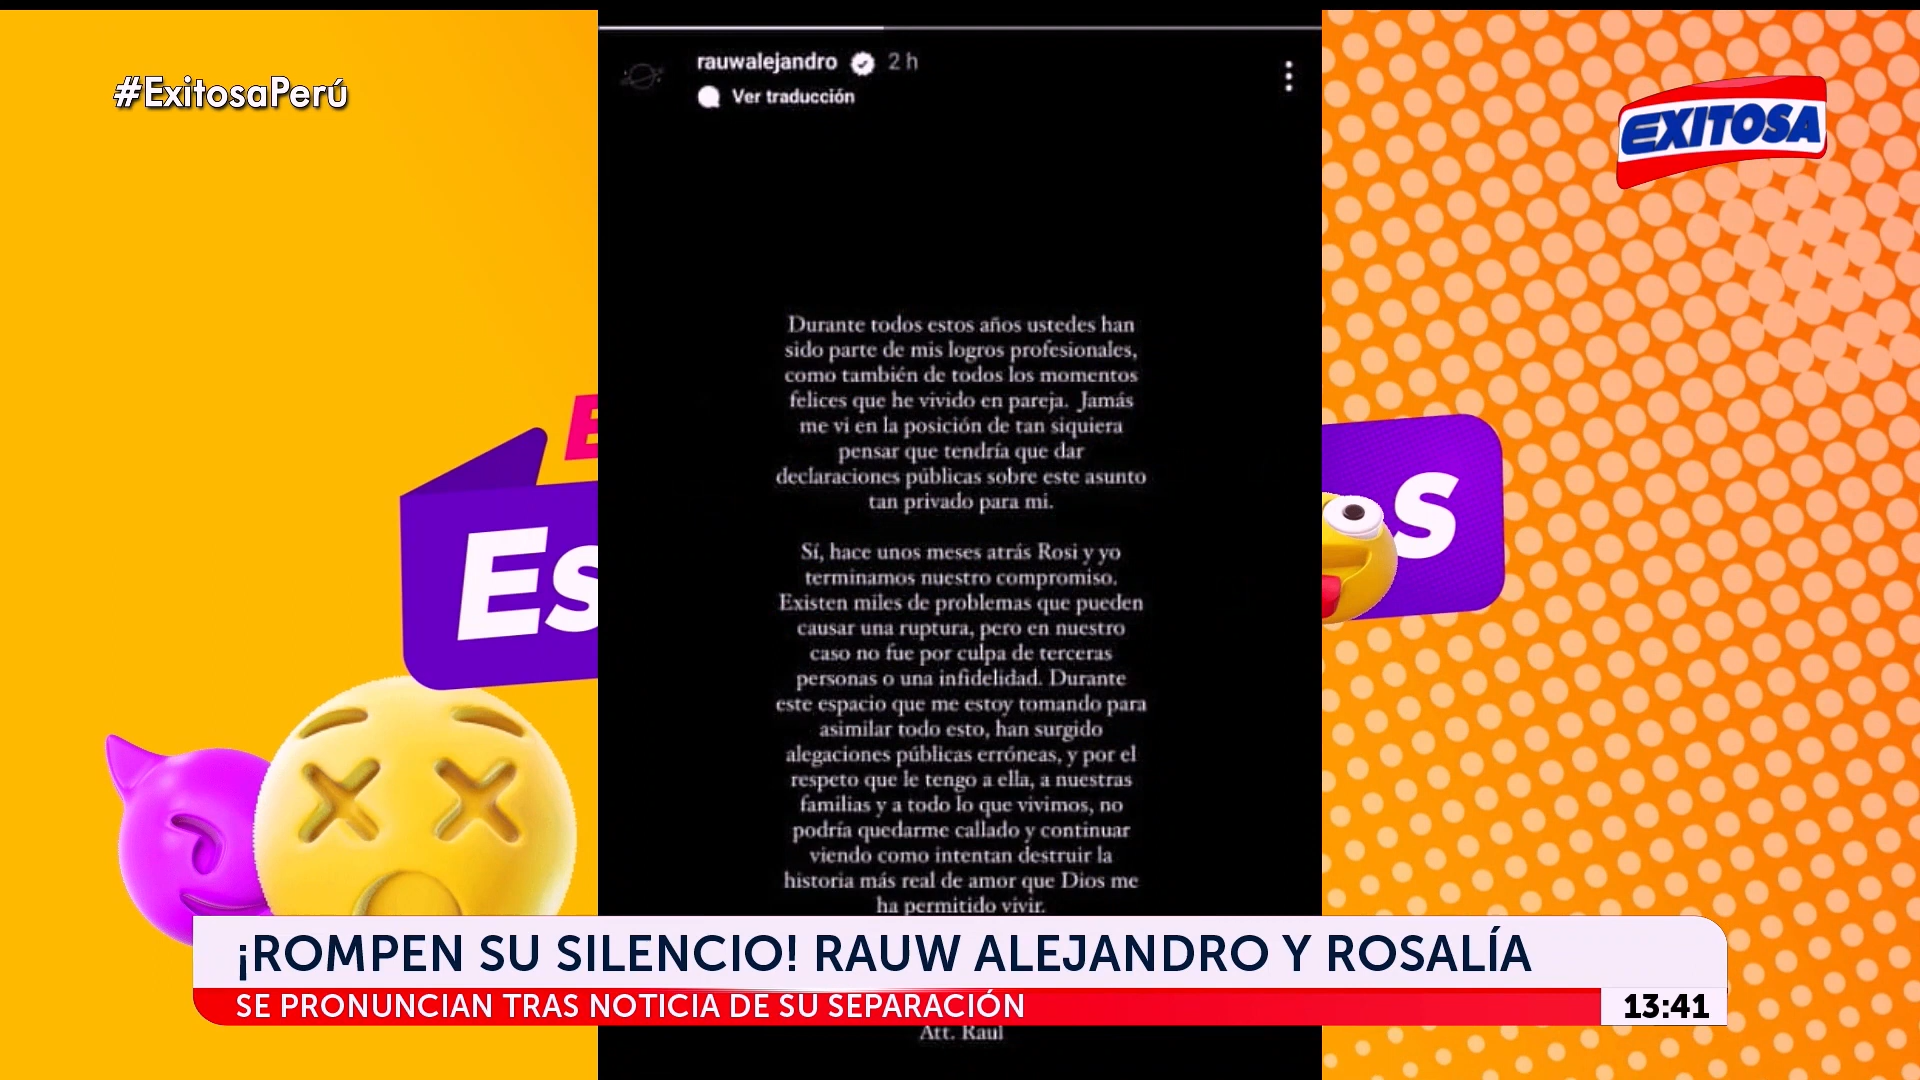 #ExitosaPerú
rauwalejandro 2 h
Ver traducción
EXITOSA
Durante todos estos años ustedes han
sido parte de mis logros profesionales,
como también de todos los momentos
felices que he vivido en pareja. Jamás
me vi en la posición de tan siquiera
pensar que tendría que dar
declaraciones públicas sobre este asunto
tan privado para mi.
Sí, hace unos meses atrás Rosi y yo
terminamos nuestro compromiso.
Existen miles de problemas que pueden
causar una ruptura, pero en nuestro
caso no fue por culpa de terceras
personas o una infidelidad. Durante
este espacio que me estoy tomando para
asimilar todo esto, han surgido
alegaciones públicas erróneas, y por el
respeto que le tengo a ella, a nuestras
familias y a todo lo que vivimos, no
podría quedarme callado y continuar
viendo como intentan destruir la
historia más real de amor que Dios me
ha permitido vivir.
E
Es
S
¡ROMPEN SU SILENCIO! RAUW ALEJANDRO Y ROSALÍA
SE PRONUNCIAN TRAS NOTICIA DE SU SEPARACIÓN
13:41
Att. Raul